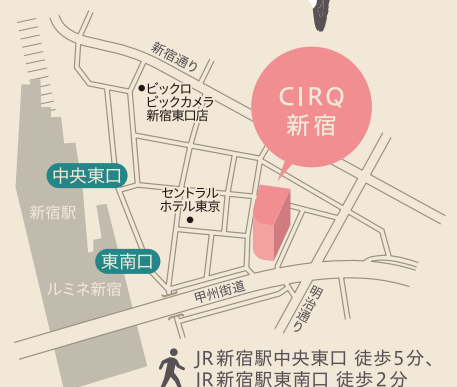 新宿通り
ビックロ
ビックカメラ
新宿東口店
CIRQ
新宿
中央東口
セントラル
ホテル東京
新宿駅
東南口
ルミネ新宿
甲州街道
明治通り
JR新宿駅中央東口 徒歩5分、
JR新宿駅東南口 徒歩2分